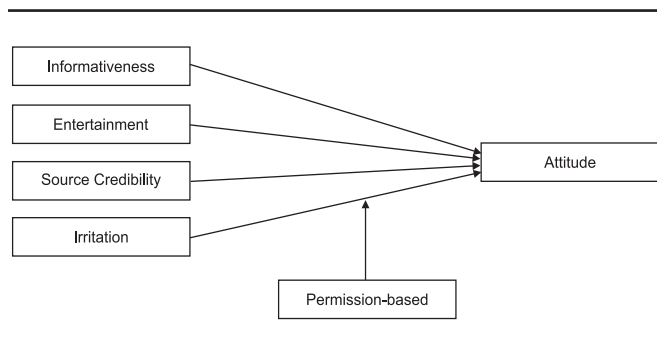 Informativeness
Entertainment
Source Credibility
Irritation
Attitude
Permission-based